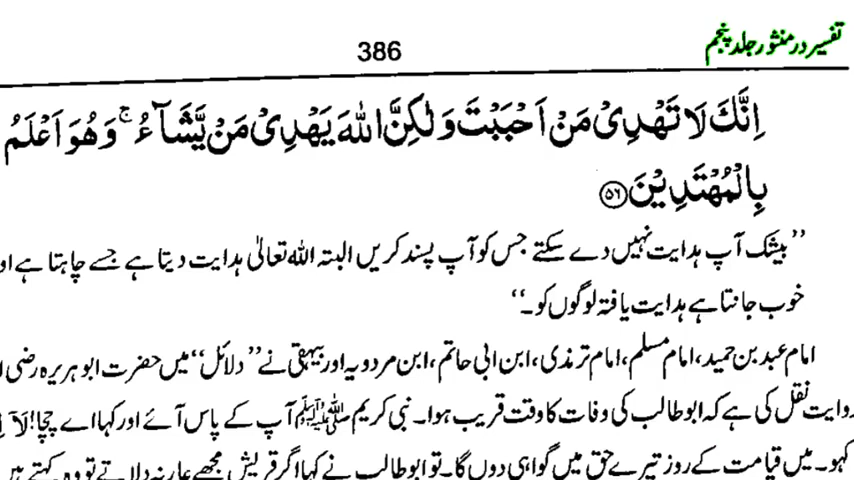 تفسیر درمنثور جلد پنجم
386
اِنَّكَ لَا تَهْدِیْ مَنْ اَحْبَبْتَ وَ لٰكِنَّ اللّٰهَ یَهْدِیْ مَنْ یَّشَآءُ ۚ وَ هُوَ اَعْلَمُ
بِالْمُهْتَدِیْنَ ﴿۵۶﴾
’’بیشک آپ ہدایت نہیں دے سکتے جس کو آپ پسند کریں البتہ اللہ تعالیٰ ہدایت دیتا ہے جسے چاہتا ہے
خوب جانتا ہے ہدایت یافتہ لوگوں کو۔‘‘
امام عبد بن حمید، امام مسلم، امام ترمذی، ابن ابی حاتم، ابن مردویہ اور بیہقی نے ’’دلائل‘‘ میں حضرت ابو ہریرہ رضی
روایت نقل کی ہے کہ ابو طالب کی وفات کا وقت قریب ہوا۔ نبی کریم ﷺ آپ کے پاس آئے اور کہا اے چچا! لَآ
کہو۔ میں قیامت کے روز تیرے حق میں گواہی دوں گا۔ تو ابو طالب نے کہا اگر قریش مجھے عار نہ دلاتے تو وہ کہتے ہیں